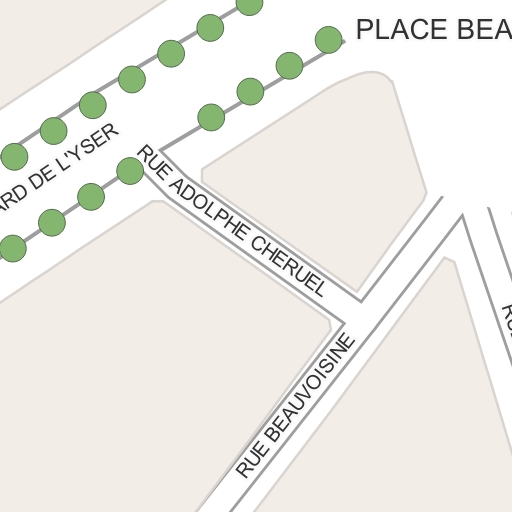 PLACE BEA
ARD DE L'YSER
RUE ADOLPHE CHERUEL
RUE BEAUVOISINE